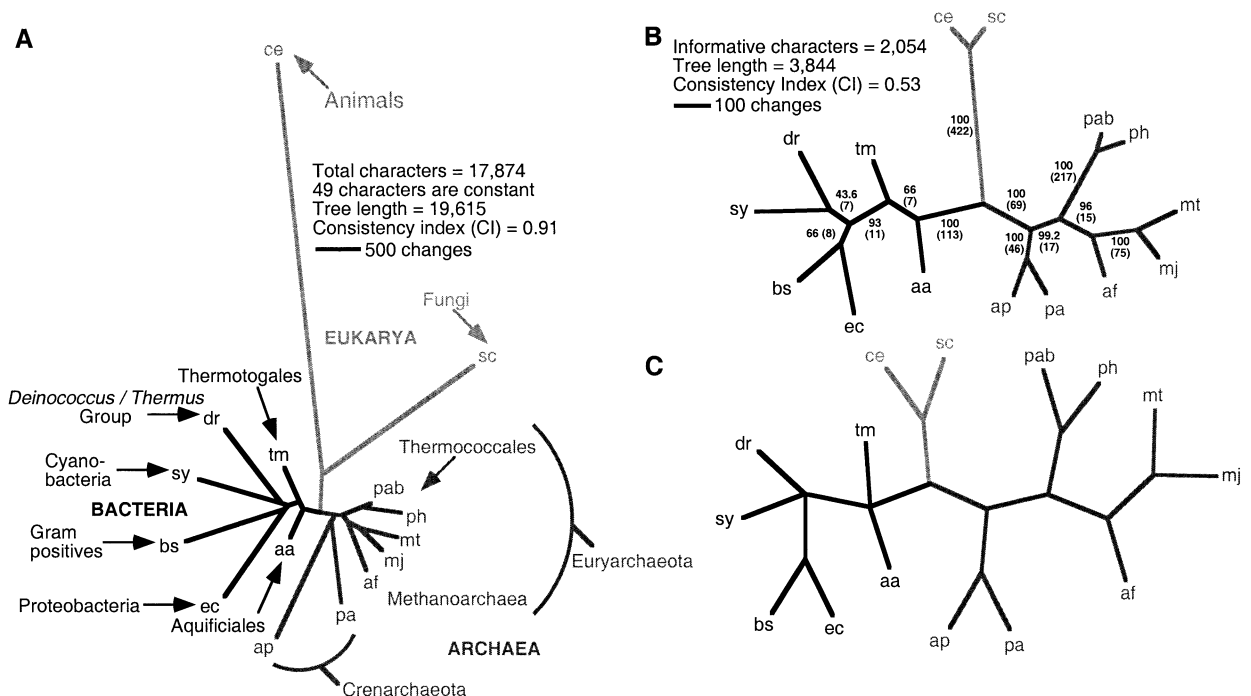 A
ce
Animals
Total characters = 17,874
49 characters are constant
Tree length = 19,615
Consistency index (CI) = 0.91
500 changes
Fungi
EUKARYA
sc
Thermotogales
Deinococcus / Thermus
Group
dr
tm
Thermococcales
Cyano-
bacteria
sy
pab
BACTERIA
ph
Gram
positives
bs
aa
mt
mj
Euryarchaeota
af
Methanoarchaea
Proteobacteria
ec
Aquificiales
pa
ap
ARCHAEA
Crenarchaeota
B
Informative characters = 2,054
Tree length = 3,844
Consistency Index (CI) = 0.53
100 changes
ce
sc
100
(422)
pab
ph
dr
tm
100
(217)
43.6
(7)
66
(7)
100
(69)
96
(15)
sy
mt
66 (8)
93
(11)
100
(113)
100
(46)
99.2
(17)
100
(75)
mj
bs
aa
af
ap
pa
ec
C
ce
sc
pab
ph
mt
dr
tm
mj
sy
aa
af
bs
ec
ap
pa